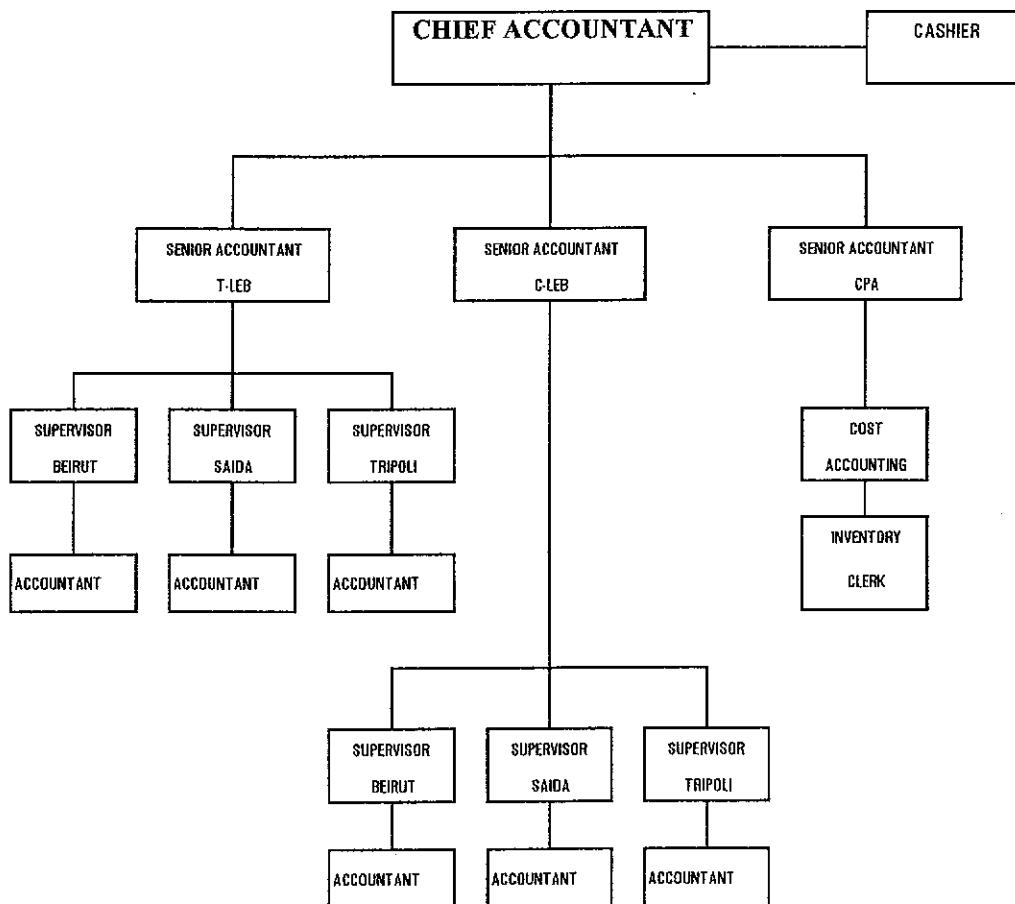 CHIEF ACCOUNTANT
CASHIER
SENIOR ACCOUNTANT
T-LEB
SENIOR ACCOUNTANT
C-LEB
SENIOR ACCOUNTANT
CPA
SUPERVISOR
BEIRUT
SUPERVISOR
SAIDA
SUPERVISOR
TRIPOLI
COST
ACCOUNTING
ACCOUNTANT
ACCOUNTANT
ACCOUNTANT
INVENTORY
CLERK
SUPERVISOR
BEIRUT
SUPERVISOR
SAIDA
SUPERVISOR
TRIPOLI
ACCOUNTANT
ACCOUNTANT
ACCOUNTANT